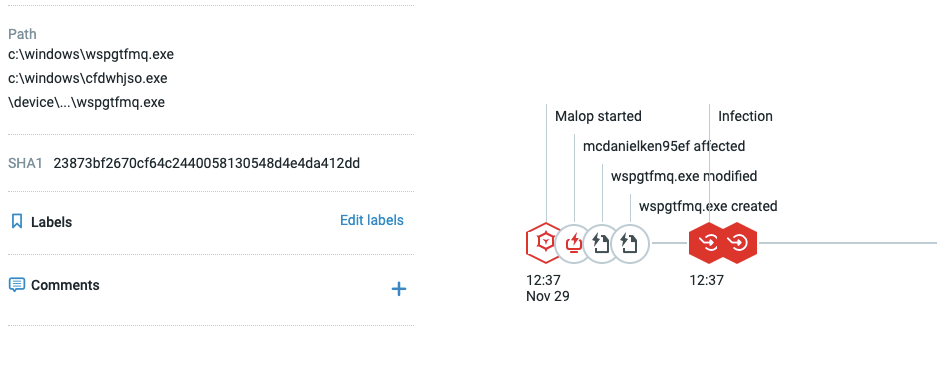 Path
c:\windows\wspgtfmq.exe
c:\windows\cfdwhjso.exe
\device\...\wspgtfmq.exe
SHA1 23873bf2670cf64c2440058130548d4e4da412dd
Labels Edit labels
Comments
Malop started
Infection
mcdanielken95ef affected
wspgtfmq.exe modified
wspgtfmq.exe created
12:37
Nov 29
12:37